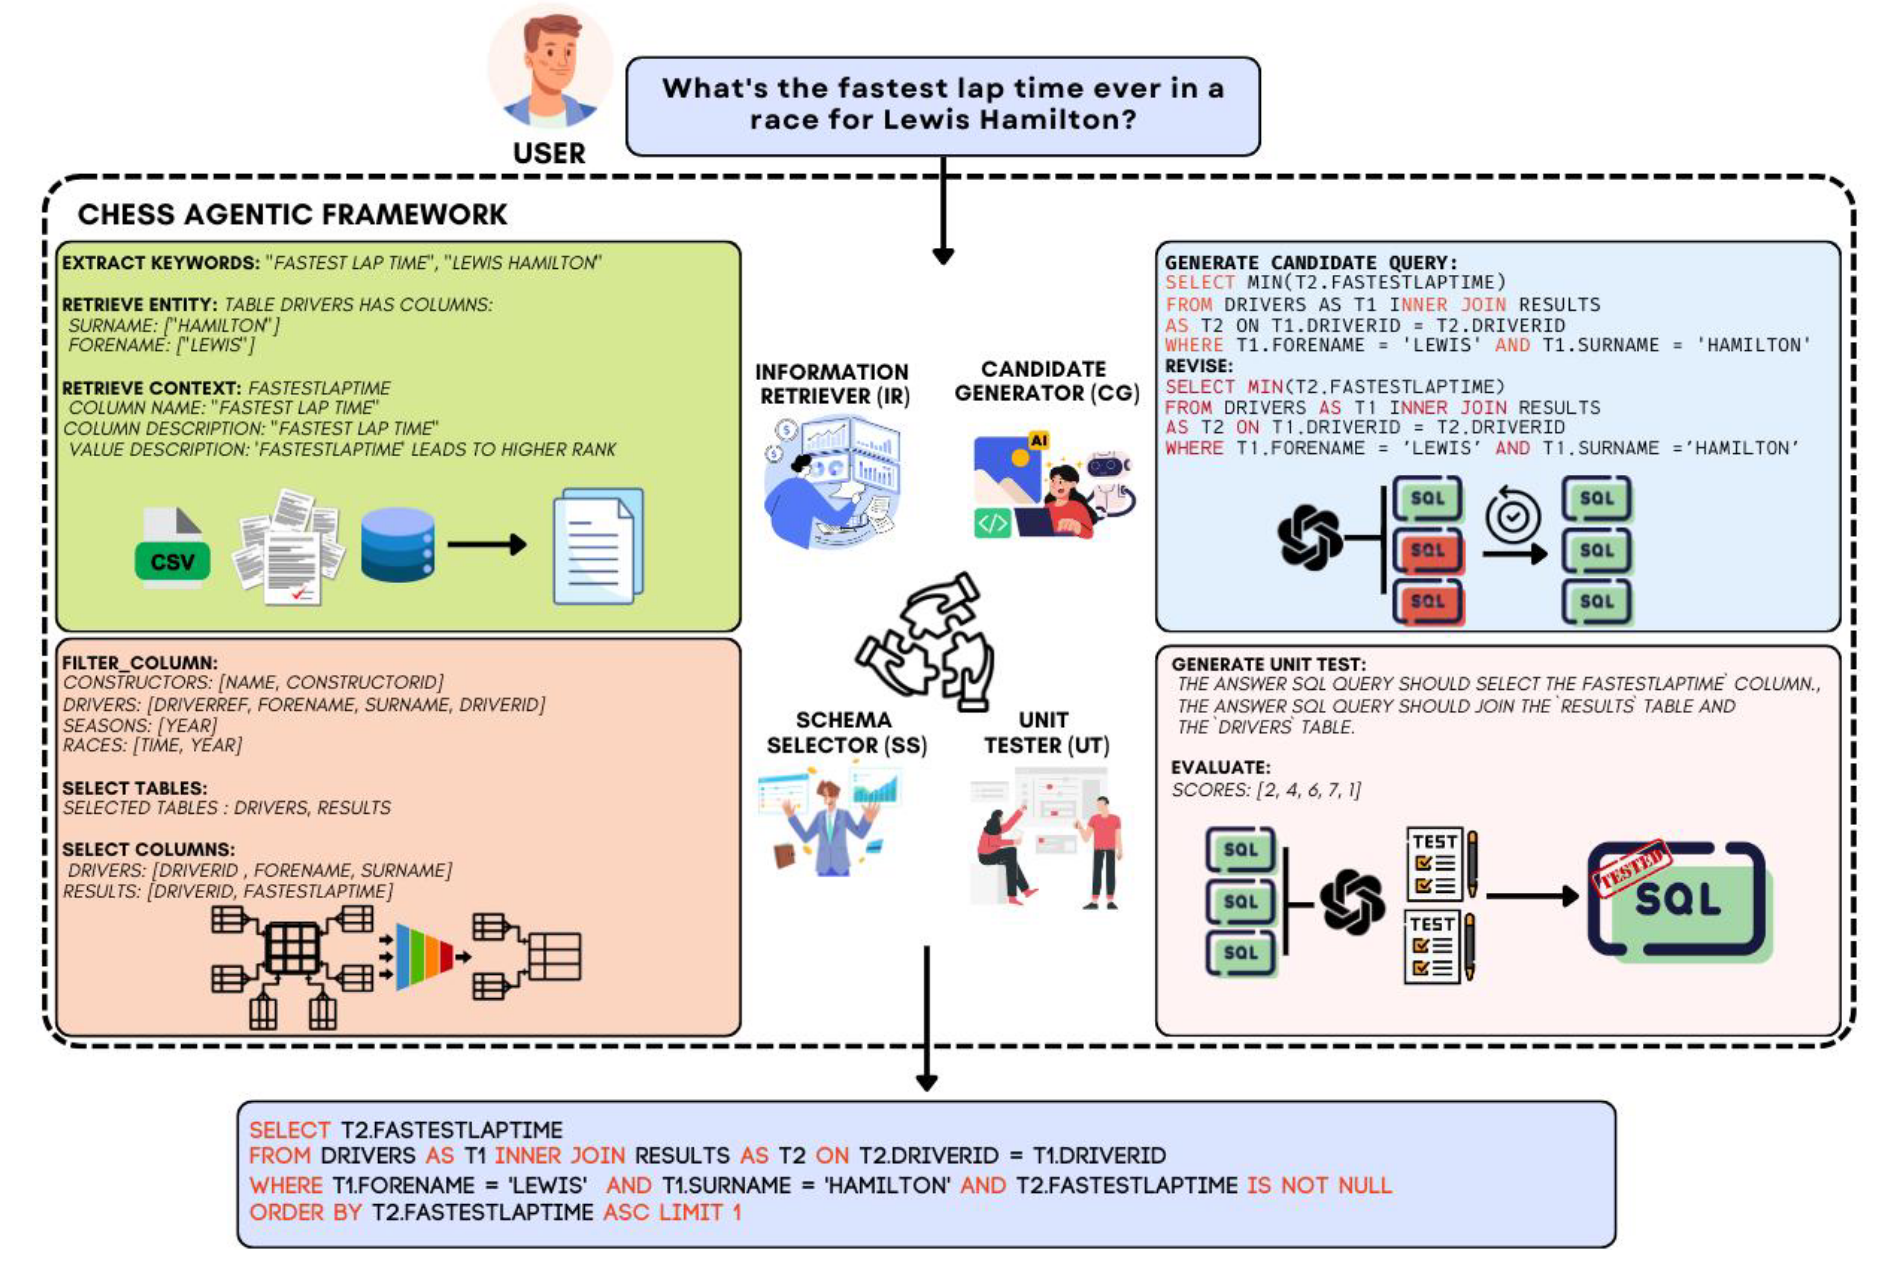 What's the fastest lap time ever in a
race for Lewis Hamilton?
USER
CHESS AGENTIC FRAMEWORK
EXTRACT KEYWORDS: "FASTEST LAP TIME", "LEWIS HAMILTON"
RETRIEVE ENTITY: TABLE DRIVERS HAS COLUMNS:
SURNAME: ["HAMILTON"]
FORENAME: ["LEWIS"]
RETRIEVE CONTEXT: FASTESTLAPTIME
COLUMN NAME: "FASTEST LAP TIME"
COLUMN DESCRIPTION: "FASTEST LAP TIME"
VALUE DESCRIPTION: 'FASTESTLAPTIME' LEADS TO HIGHER RANK
CSV
INFORMATION
RETRIEVER (IR)
CANDIDATE
GENERATOR (CG)
AI
</>
GENERATE CANDIDATE QUERY:
SELECT MIN(T2.FASTESTLAPTIME)
FROM DRIVERS AS T1 INNER JOIN RESULTS
AS T2 ON T1.DRIVERID = T2.DRIVERID
WHERE T1.FORENAME = 'LEWIS' AND T1.SURNAME = 'HAMILTON'
REVISE:
SELECT MIN(T2.FASTESTLAPTIME)
FROM DRIVERS AS T1 INNER JOIN RESULTS
AS T2 ON T1.DRIVERID = T2.DRIVERID
WHERE T1.FORENAME = 'LEWIS' AND T1.SURNAME ='HAMILTON'
SQL
SQL
SQL
SQL
SQL
SQL
FILTER_COLUMN:
CONSTRUCTORS: [NAME, CONSTRUCTORID]
DRIVERS: [DRIVERREF, FORENAME, SURNAME, DRIVERID]
SEASONS: [YEAR]
RACES: [TIME, YEAR]
SELECT TABLES:
SELECTED TABLES : DRIVERS, RESULTS
SELECT COLUMNS:
DRIVERS: [DRIVERID , FORENAME, SURNAME]
RESULTS: [DRIVERID, FASTESTLAPTIME]
SCHEMA
SELECTOR (SS)
UNIT
TESTER (UT)
GENERATE UNIT TEST:
THE ANSWER SQL QUERY SHOULD SELECT THE FASTESTLAPTIME` COLUMN.,
THE ANSWER SQL QUERY SHOULD JOIN THE `RESULTS` TABLE AND
THE `DRIVERS` TABLE.
EVALUATE:
SCORES: [2, 4, 6, 7, 1]
SQL
SQL
SQL
TEST
TEST
TESTED
SQL
SELECT T2.FASTESTLAPTIME
FROM DRIVERS AS T1 INNER JOIN RESULTS AS T2 ON T2.DRIVERID = T1.DRIVERID
WHERE T1.FORENAME = 'LEWIS' AND T1.SURNAME = 'HAMILTON' AND T2.FASTESTLAPTIME IS NOT NULL
ORDER BY T2.FASTESTLAPTIME ASC LIMIT 1